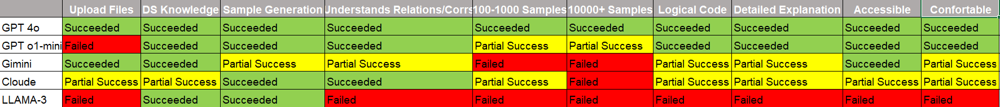 Upload Files DS Knowledge Sample Generation Understands Relations/Corrs 100-1000 Samples 10000+ Samples Logical Code Detailed Explanation Accessible Confortable
GPT 4o Succeeded Succeeded Succeeded Succeeded Succeeded Succeeded Succeeded Succeeded Succeeded Succeeded
GPT o1-mini Failed Succeeded Succeeded Succeeded Partial Success Partial Success Succeeded Succeeded Succeeded Succeeded
Gimini Succeeded Succeeded Partial Success Partial Success Failed Failed Partial Success Partial Success Succeeded Partial Success
Cloude Partial Success Partial Success Succeeded Succeeded Partial Success Failed Partial Success Partial Success Partial Success Partial Success
LLAMA-3 Failed Succeeded Succeeded Failed Failed Failed Failed Failed Failed Failed